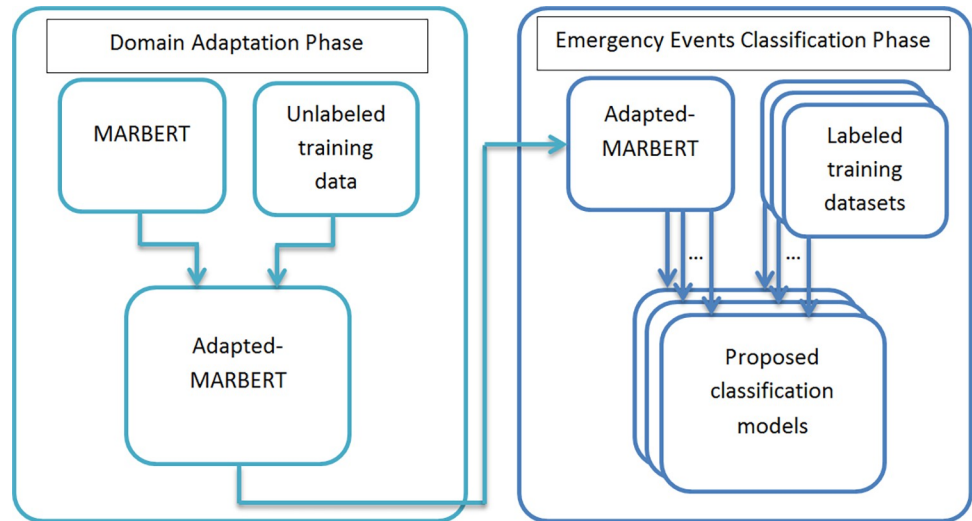 Domain Adaptation Phase
MARBERT
Unlabeled
training
data
Adapted-
MARBERT
Emergency Events Classification Phase
Adapted-
MARBERT
Labeled
training
datasets
...
...
Proposed
classification
models